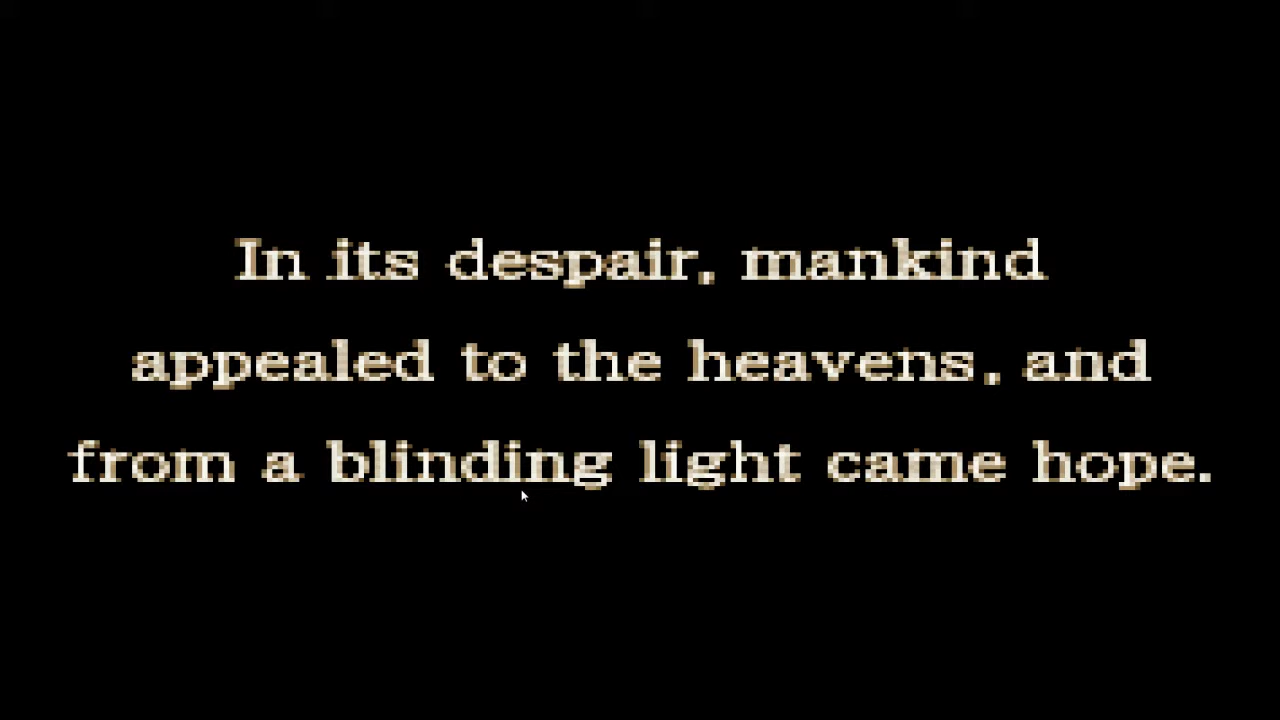 In its despair, mankind
appealed to the heavens, and
from a blinding light came hope.